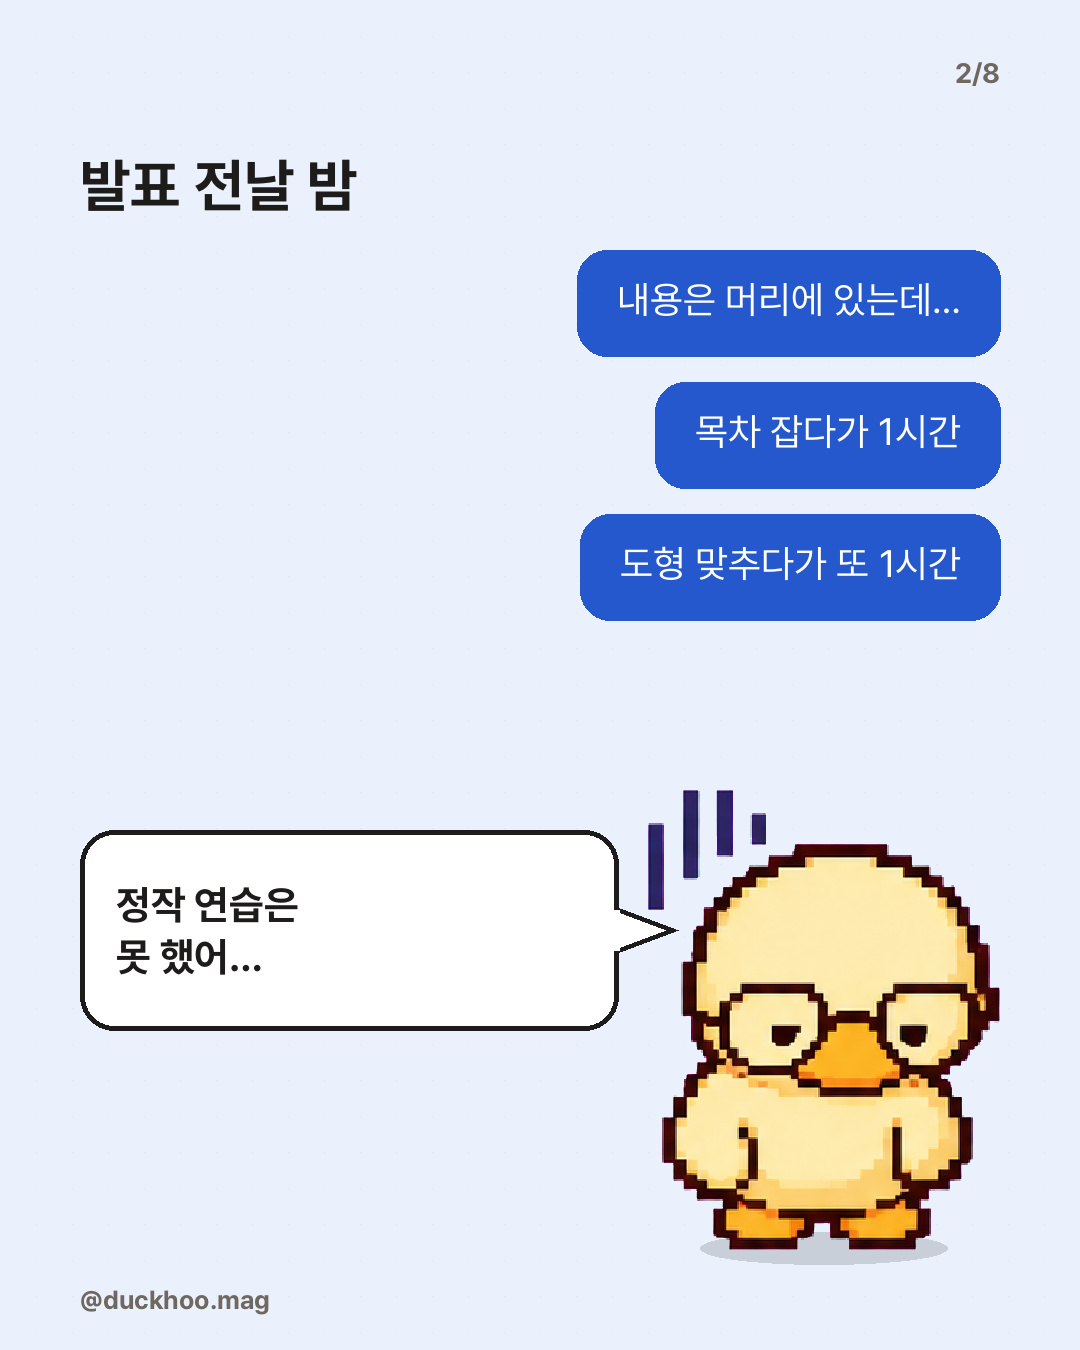 2/8
발표 전날 밤
내용은 머리에 있는데...
목차 잡다가 1시간
도형 맞추다가 또 1시간
정작 연습은
못 했어...
@duckhoo.mag